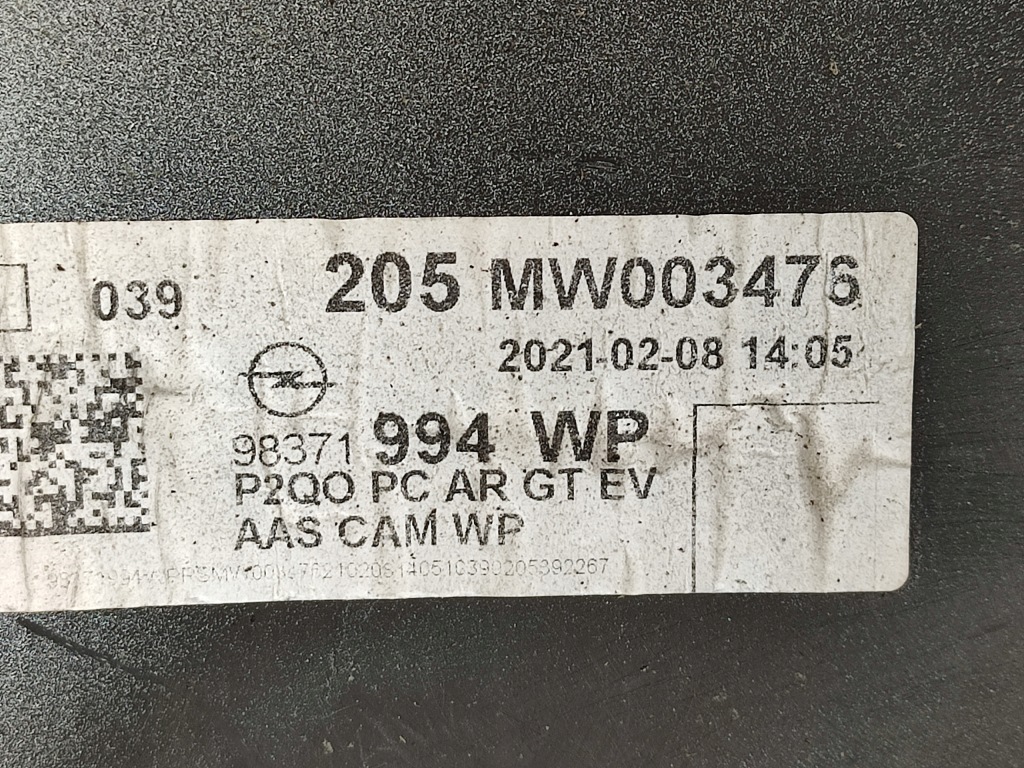 039
205 MW003476
2021-02-08 14:05
98371 994 WP
P2QO PC AR GT EV
AAS CAM WP